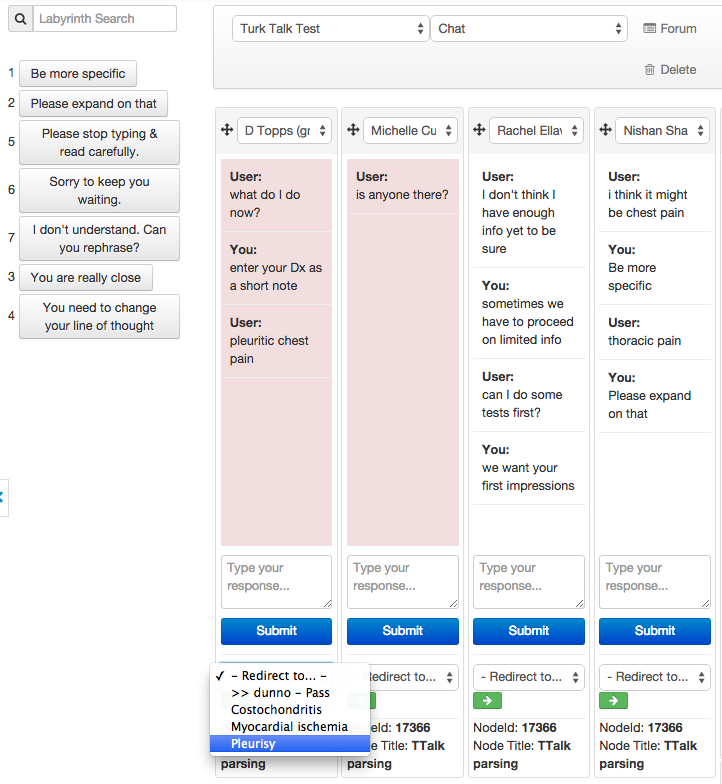 Labyrinth Search
1 Be more specific
2 Please expand on that
5 Please stop typing &
read carefully.
6 Sorry to keep you
waiting.
7 I don't understand. Can
you rephrase?
3 You are really close
4 You need to change
your line of thought
Turk Talk Test
Chat
Forum
Delete
D Topps (gr
User:
what do I do
now?
You:
enter your Dx as
a short note
User:
pleuritic chest
pain
Type your
response...
Submit
✓ - Redirect to... -
>> dunno - Pass
Costochondritis
Myocardial ischemia
Pleurisy
parsing
Michelle Cu
User:
is anyone there?
Type your
response...
Submit
edirect to...
deId: 17366
e Title: TTalk
parsing
Rachel Ella
User:
I don't think I
have enough
info yet to be
sure
You:
sometimes we
have to proceed
on limited info
User:
can I do some
tests first?
You:
we want your
first impressions
Type your
response...
Submit
- Redirect to...
NodeId: 17366
Node Title: TTalk
parsing
Nishan Sha
User:
i think it might
be chest pain
You:
Be more
specific
User:
thoracic pain
You:
Please expand
on that
Type your
response...
Submit
- Redirect to...
NodeId: 17366
Node Title: TTalk
parsing